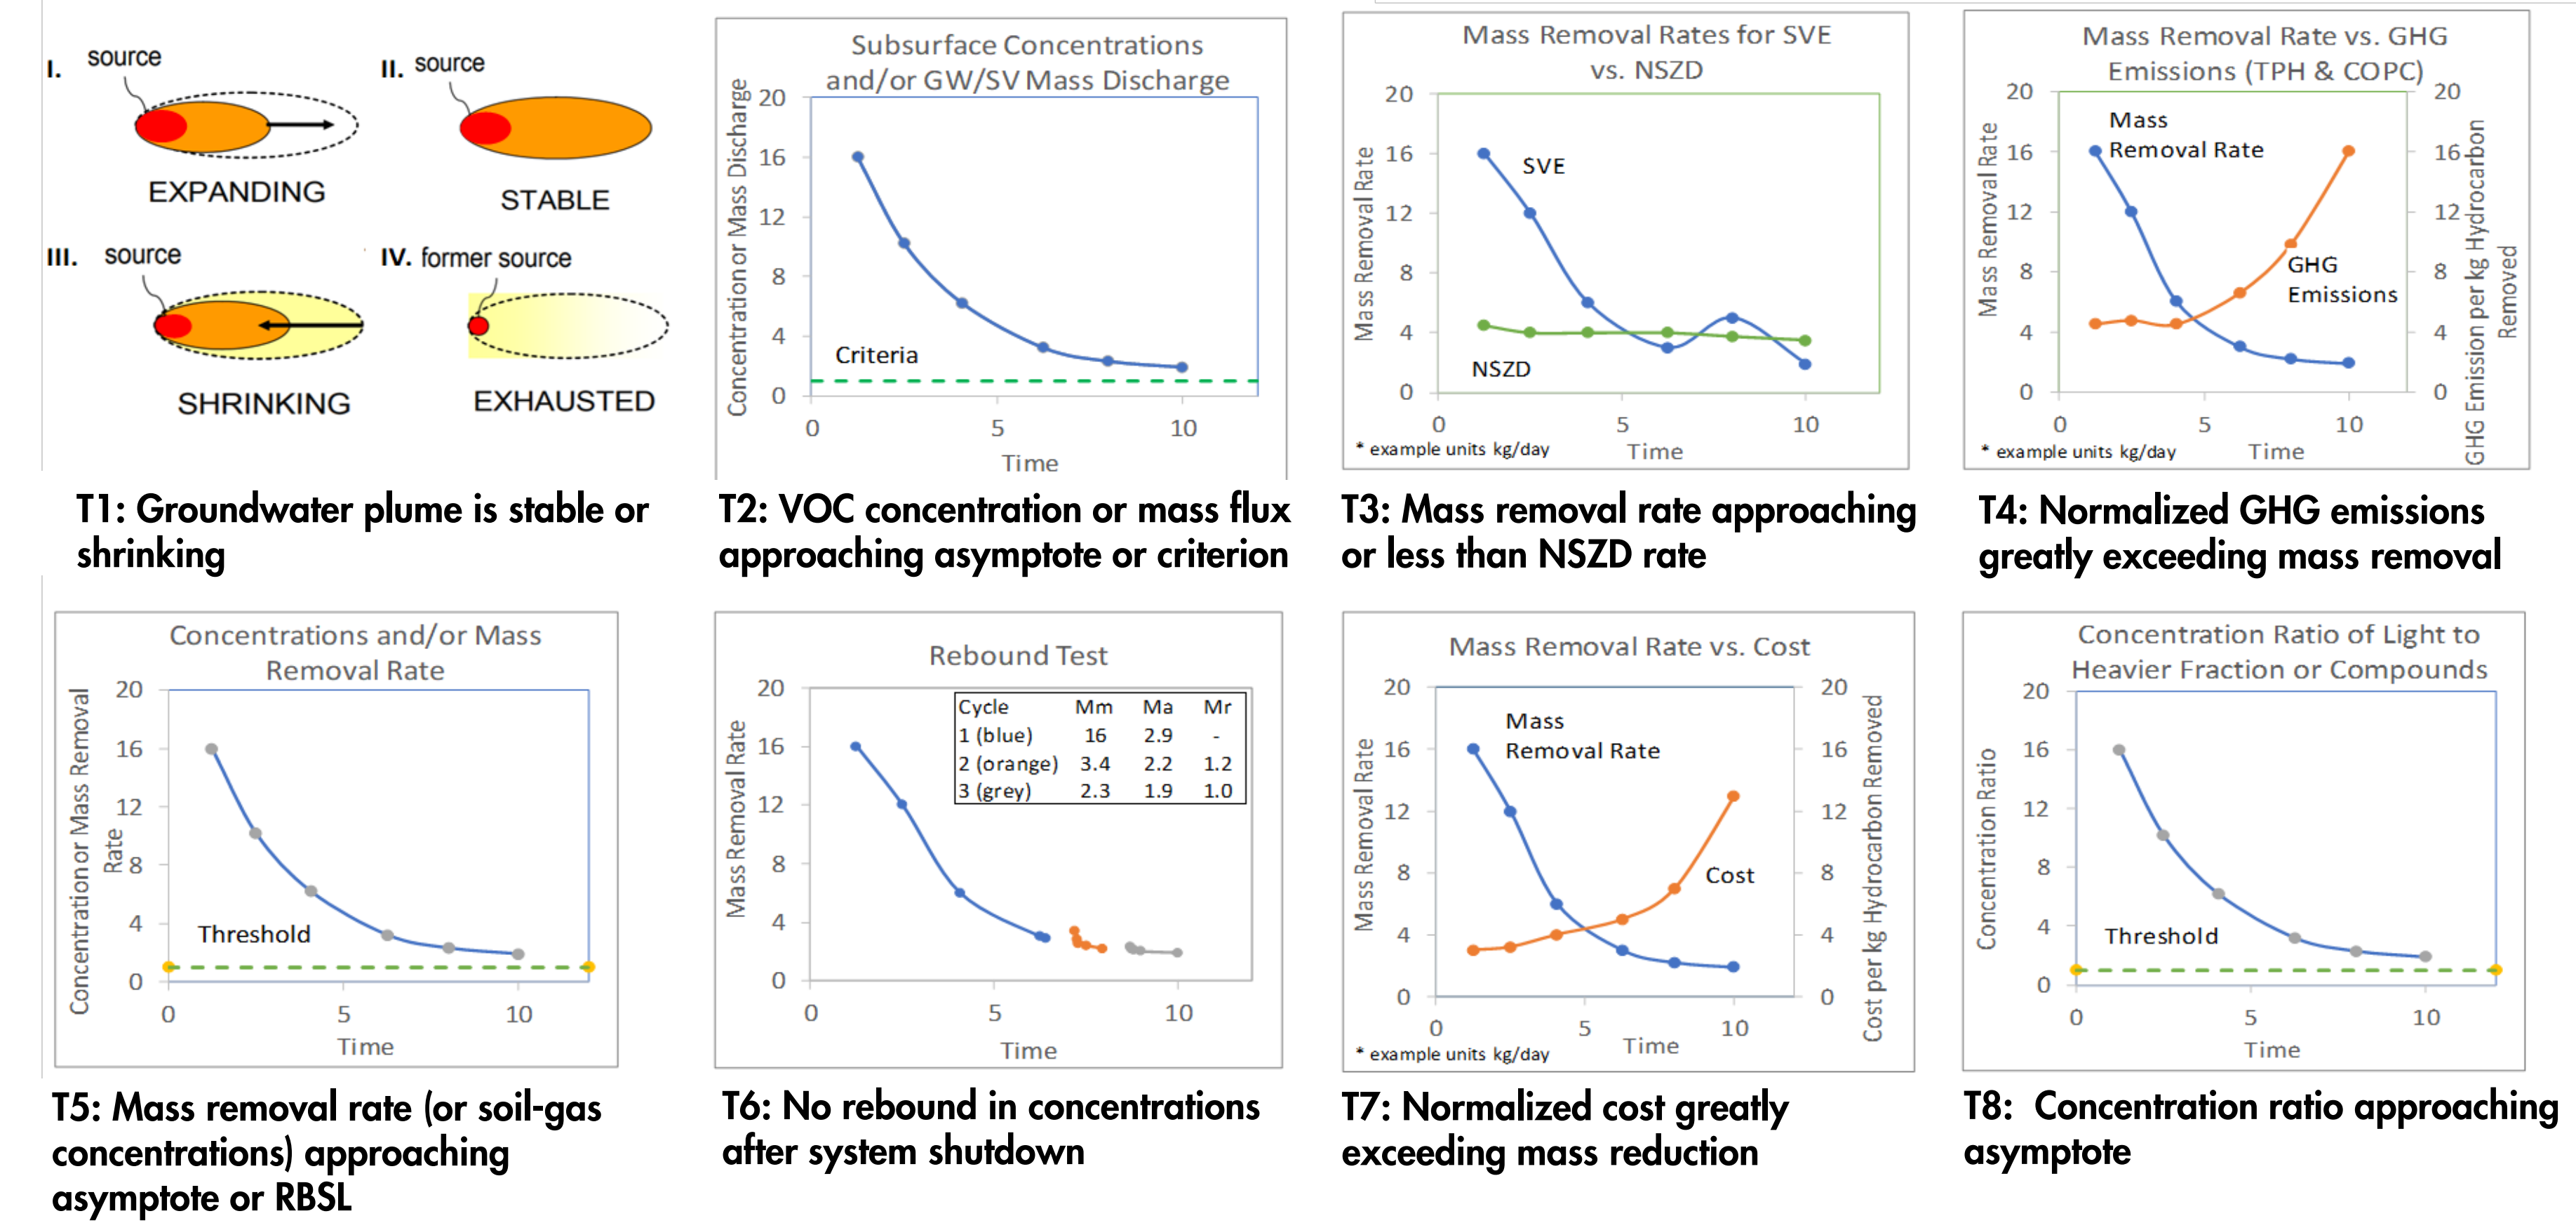 I.
source
EXPANDING
II.
source
STABLE
III.
source
SHRINKING
IV. former source
EXHAUSTED
T1: Groundwater plume is stable or
shrinking
Subsurface Concentrations
and/or GW/SV Mass Discharge
Concentration or Mass Discharge
20
16
12
8
4
0
Criteria
0
5
10
Time
T2: VOC concentration or mass flux
approaching asymptote or criterion
Mass Removal Rates for SVE
vs. NSZD
Mass Removal Rate
20
16
12
8
4
0
SVE
NSZD
0
5
10
* example units kg/day
Time
T3: Mass removal rate approaching
or less than NSZD rate
Mass Removal Rate vs. GHG
Emissions (TPH & COPC)
Mass Removal Rate
20
16
12
8
4
0
Mass
Removal Rate
GHG
Emissions
20
16
12
8
4
0
GHG Emission per kg Hydrocarbon
Removed
0
5
10
* example units kg/day
Time
T4: Normalized GHG emissions
greatly exceeding mass removal
Concentrations and/or Mass
Removal Rate
Concentration or Mass Removal
Rate
20
16
12
8
4
0
Threshold
0
5
10
Time
T5: Mass removal rate (or soil-gas
concentrations) approaching
asymptote or RBSL
Rebound Test
Mass Removal Rate
20
16
12
8
4
0
Cycle Mm Ma Mr
1 (blue) 16 2.9 -
2 (orange) 3.4 2.2 1.2
3 (grey) 2.3 1.9 1.0
0
5
10
Time
T6: No rebound in concentrations
after system shutdown
Mass Removal Rate vs. Cost
Mass Removal Rate
20
16
12
8
4
0
Mass
Removal Rate
Cost
20
16
12
8
4
0
Cost per kg Hydrocarbon Removed
0
5
10
* example units kg/day
Time
T7: Normalized cost greatly
exceeding mass reduction
Concentration Ratio of Light to
Heavier Fraction or Compounds
Concentration Ratio
20
16
12
8
4
0
Threshold
0
5
10
Time
T8: Concentration ratio approaching
asymptote